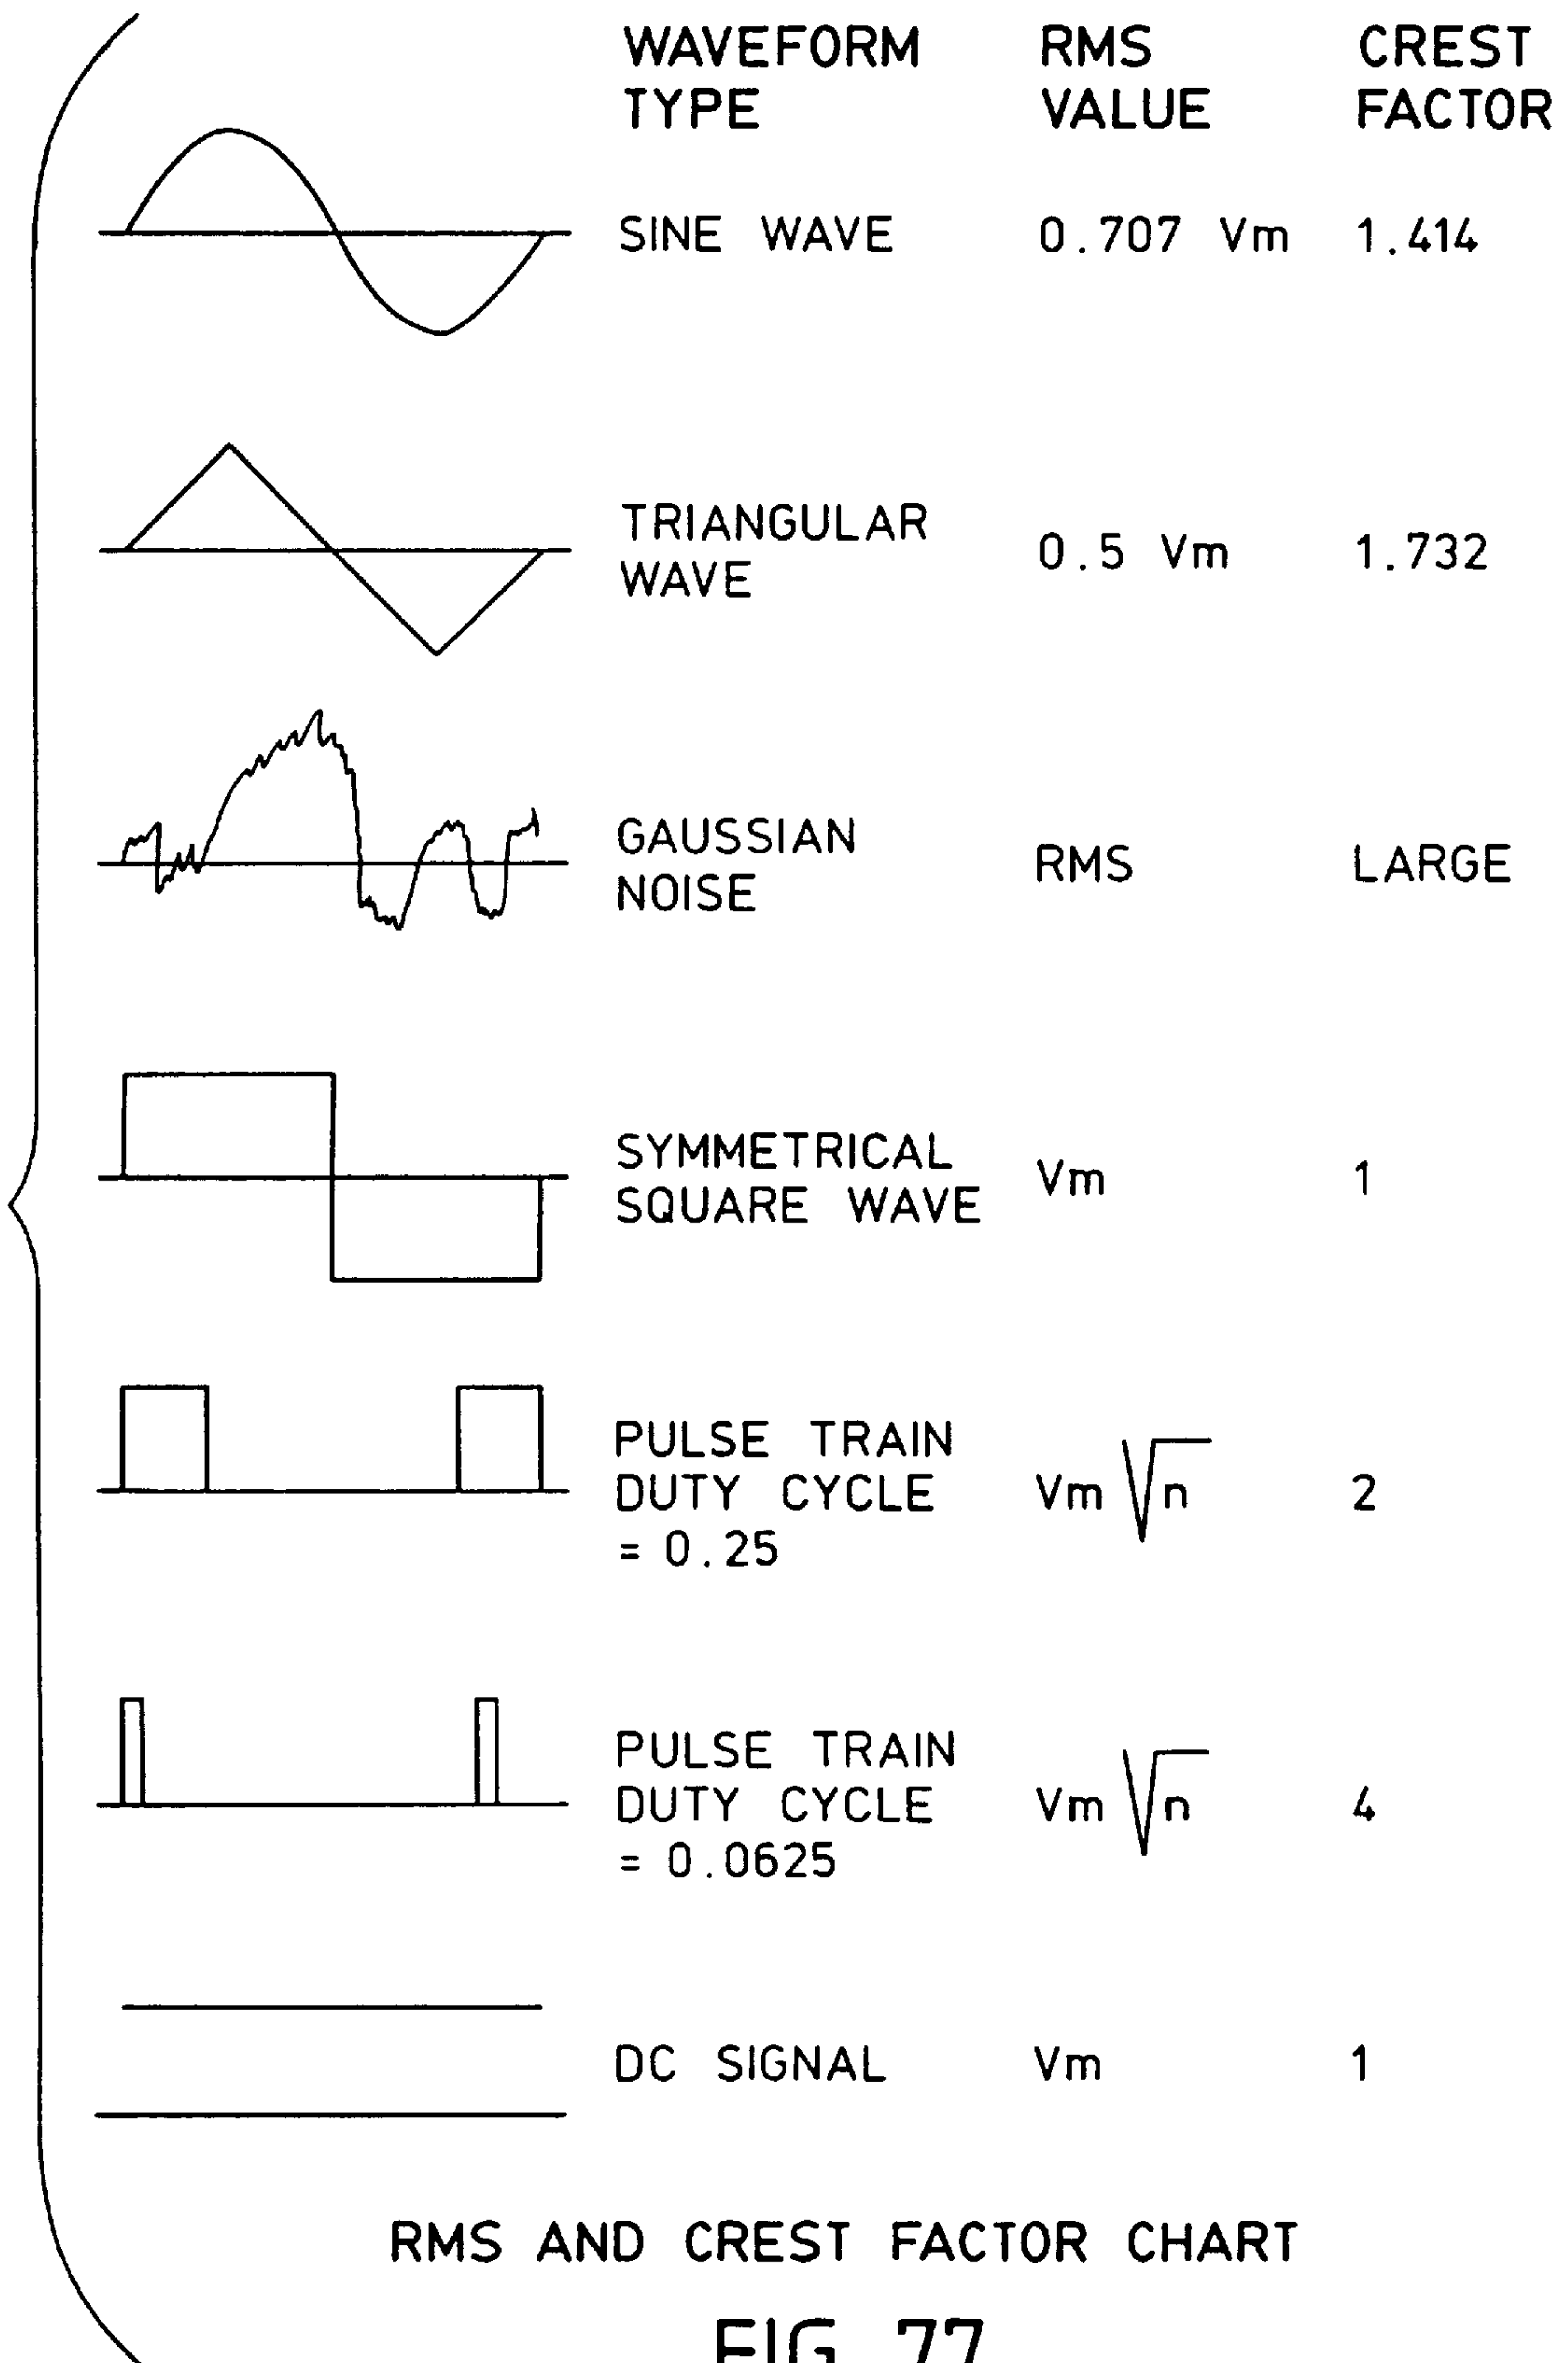 WAVEFORM TYPE RMS VALUE CREST FACTOR
SINE WAVE 0.707 Vm 1.414
TRIANGULAR WAVE 0.5 Vm 1.732
GAUSSIAN NOISE RMS LARGE
SYMMETRICAL SQUARE WAVE Vm 1
PULSE TRAIN DUTY CYCLE = 0.25 Vm √n 2
PULSE TRAIN DUTY CYCLE = 0.0625 Vm √n 4
DC SIGNAL Vm 1
RMS AND CREST FACTOR CHART
FIG. 77